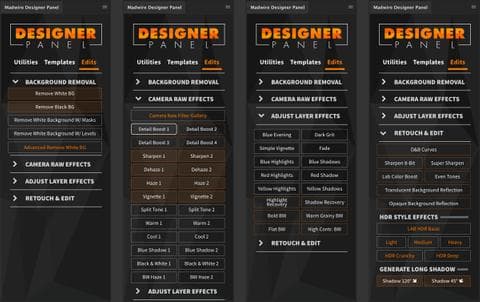 Madwire Designer Panel
DESIGNER
PANEL
Utilities Templates Edits
BACKGROUND REMOVAL
Remove White BG
Remove Black BG
Remove White Background W/ Masks
Remove White Background W/ Levels
Advanced Remove White BG
CAMERA RAW EFFECTS
ADJUST LAYER EFFECTS
RETOUCH & EDIT
Madwire Designer Panel
DESIGNER
PANEL
Utilities Templates Edits
BACKGROUND REMOVAL
CAMERA RAW EFFECTS
Camera Raw Filter Gallery
Detail Boost 1 Detail Boost 2
Detail Boost 3 Detail Boost 4
Sharpen 1 Sharpen 2
Dehaze 1 Dehaze 2
Haze 1 Haze 2
Vignette 1 Vignette 2
Split Tone 1 Split Tone 2
Warm 1 Warm 2
Cool 1 Cool 2
Blue Shadow 1 Blue Shadow 2
Black & White 1 Black & White 2
BW Haze 1 BW Haze 2
ADJUST LAYER EFFECTS
Madwire Designer Panel
DESIGNER
PANEL
Utilities Templates Edits
BACKGROUND REMOVAL
CAMERA RAW EFFECTS
ADJUST LAYER EFFECTS
Blue Evening Dark Grit
Simple Vignette Fade
Blue Highlights Blue Shadows
Red Highlights Red Shadow
Yellow Highlights Yellow Shadows
Highlight Recovery Shadow Recovery
Bold BW Warm Grainy BW
Flat BW High Contr. BW
RETOUCH & EDIT
Madwire Designer Panel
DESIGNER
PANEL
Utilities Templates Edits
BACKGROUND REMOVAL
CAMERA RAW EFFECTS
ADJUST LAYER EFFECTS
RETOUCH & EDIT
Sharpen 8-Bit Super Sharpen
Lab Color Boost Even Tones
Translucent Background Reflection
Opaque Background Reflection
HDR STYLE EFFECTS
LAB HDR Basic
Light Medium Heavy
HDR Crunchy HDR Deep
GENERATE LONG SHADOW
Shadow 126° Shadow 45°